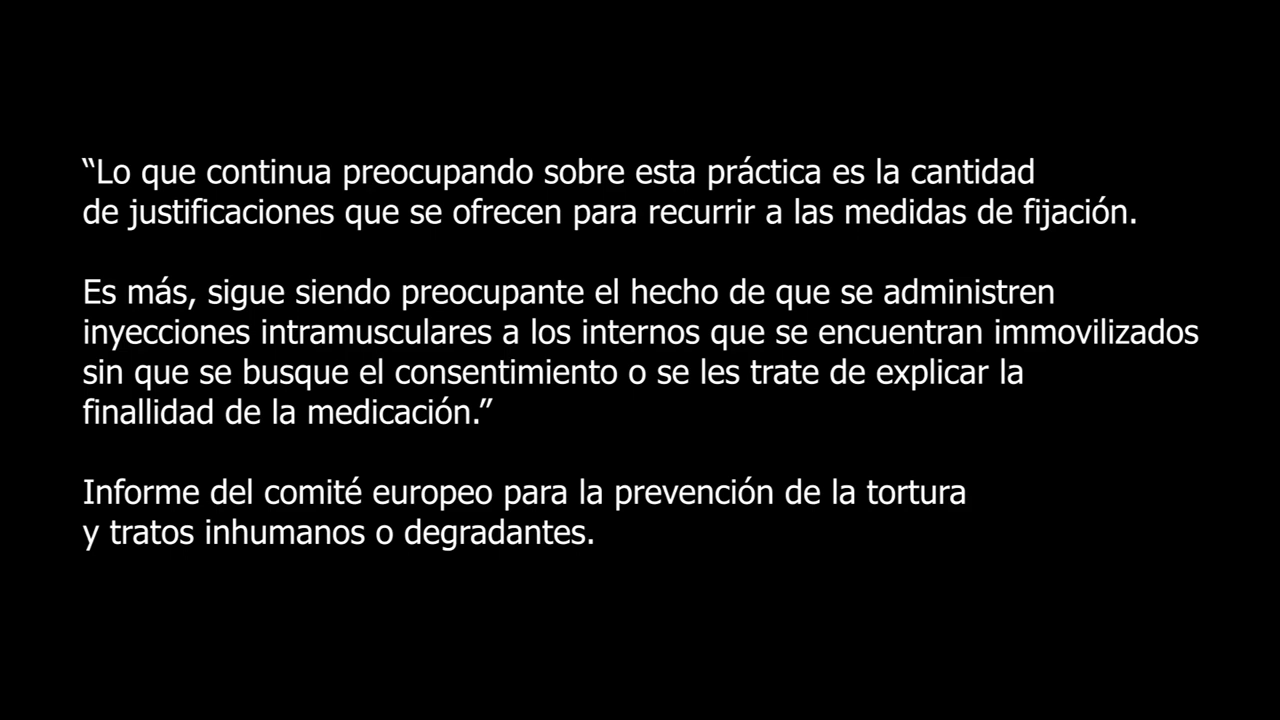 “Lo que continua preocupando sobre esta práctica es la cantidad
de justificaciones que se ofrecen para recurrir a las medidas de fijación.
Es más, sigue siendo preocupante el hecho de que se administren
inyecciones intramusculares a los internos que se encuentran immovilizados
sin que se busque el consentimiento o se les trate de explicar la
finallidad de la medicación.”
Informe del comité europeo para la prevención de la tortura
y tratos inhumanos o degradantes.